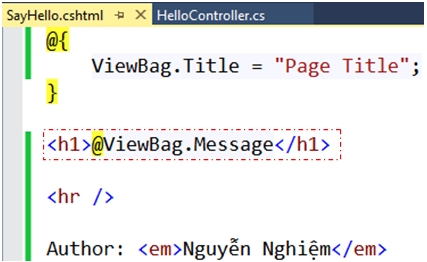 SayHello.cshtml HelloController.cs
@{
ViewBag.Title = "Page Title";
}
<h1>@ViewBag.Message</h1>
<hr />
Author: <em>Nguyễn Nghiệm</em>